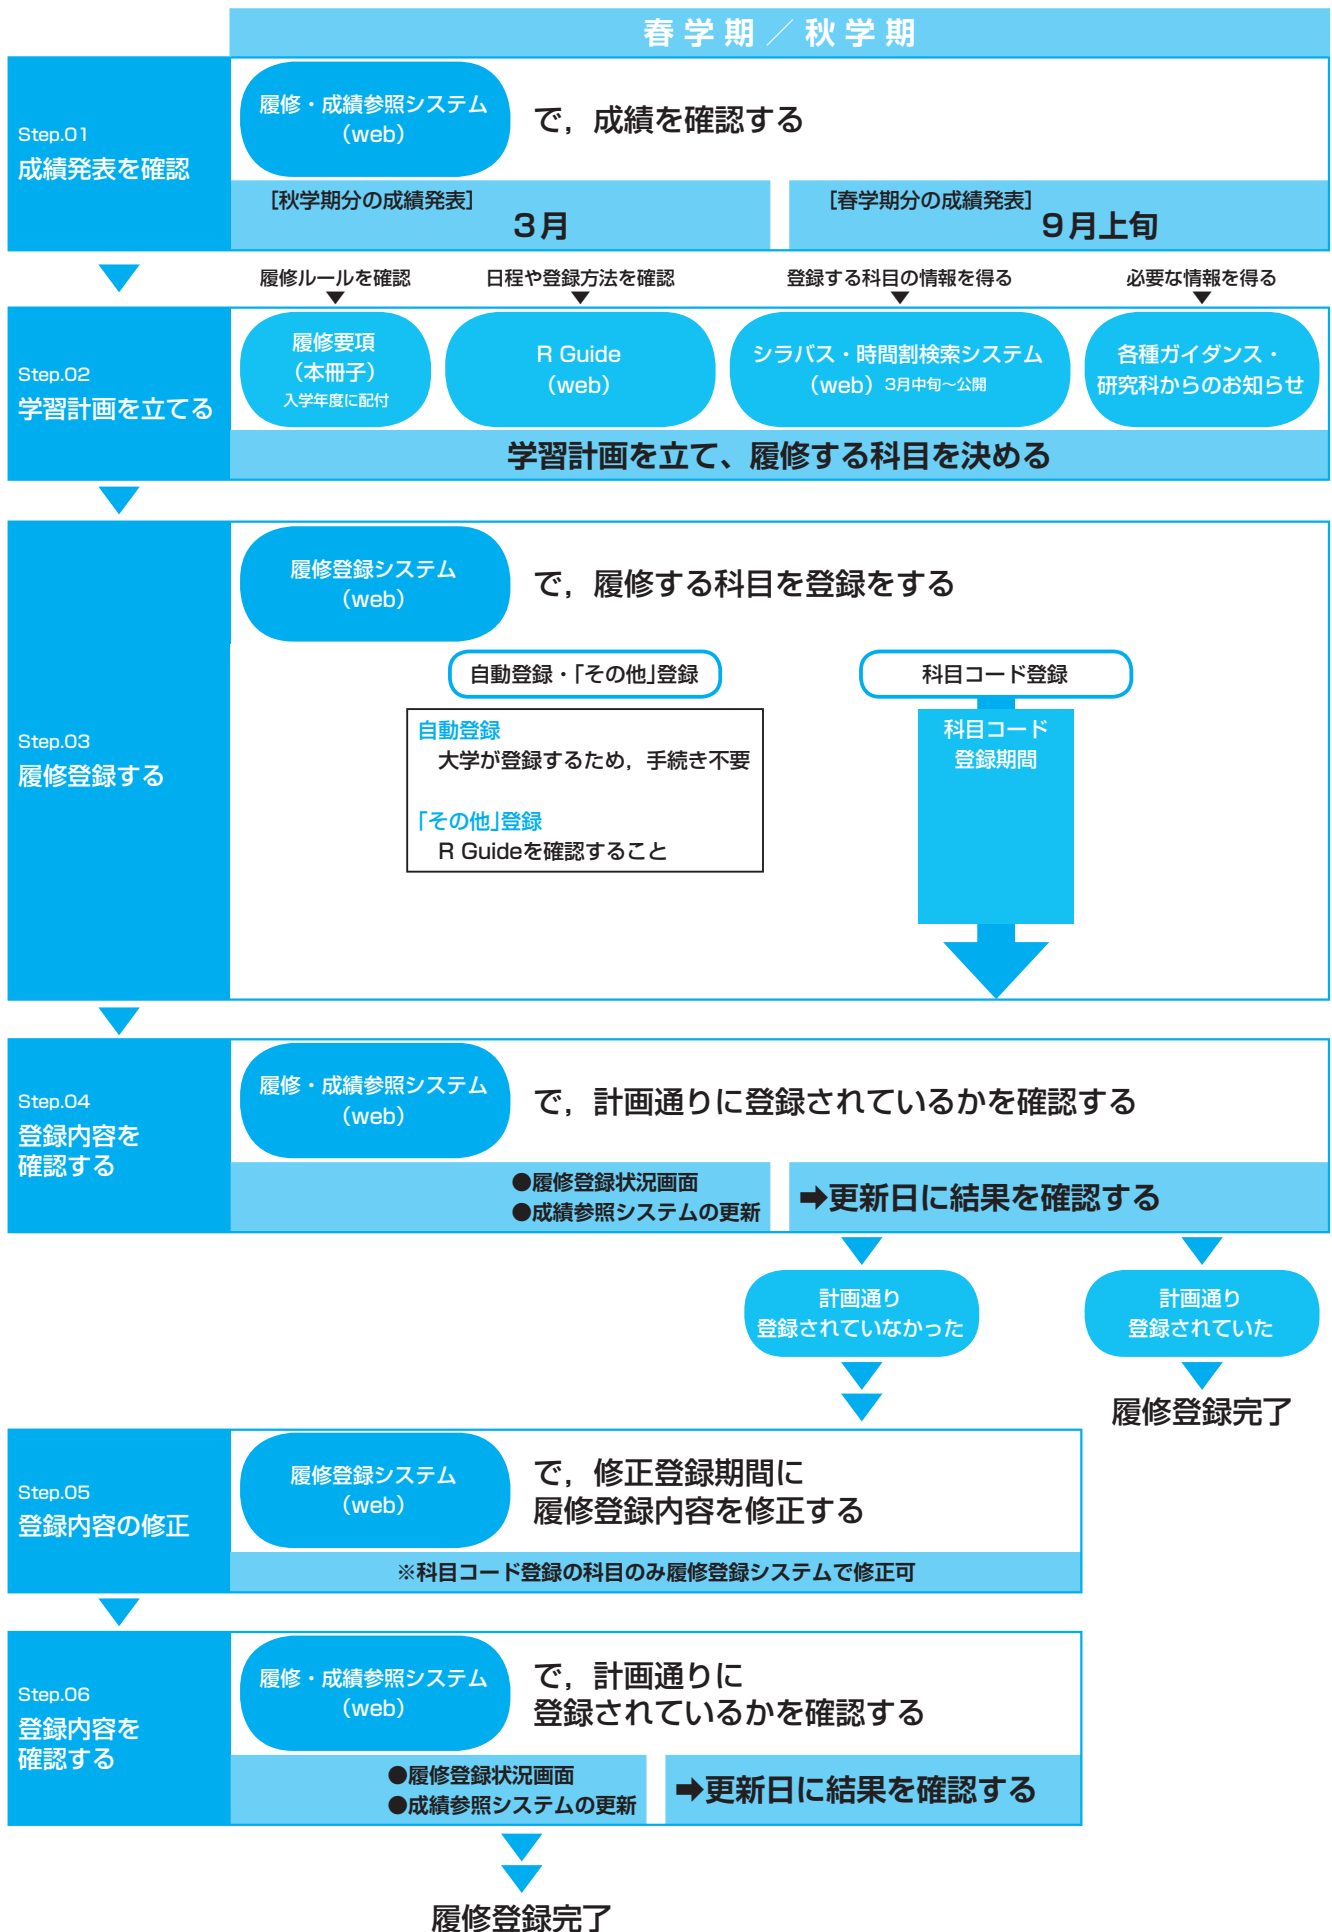 春学期／秋学期
Step.01
成績発表を確認
履修・成績参照システム
（web）
で，成績を確認する
［秋学期分の成績発表］
3月
［春学期分の成績発表］
9月上旬
履修ルールを確認
日程や登録方法を確認
登録する科目の情報を得る
必要な情報を得る
Step.02
学習計画を立てる
履修要項
（本冊子）
入学年度に配付
R Guide
（web）
シラバス・時間割検索システム
（web）3月中旬～公開
各種ガイダンス・
研究科からのお知らせ
学習計画を立て、履修する科目を決める
Step.03
履修登録する
履修登録システム
（web）
で，履修する科目を登録をする
自動登録・「その他」登録
自動登録
大学が登録するため，手続き不要
「その他」登録
R Guideを確認すること
科目コード登録
科目コード
登録期間
Step.04
登録内容を
確認する
履修・成績参照システム
（web）
で，計画通りに登録されているかを確認する
●履修登録状況画面
●成績参照システムの更新
➡更新日に結果を確認する
計画通り
登録されていなかった
計画通り
登録されていた
履修登録完了
Step.05
登録内容の修正
履修登録システム
（web）
で，修正登録期間に
履修登録内容を修正する
※科目コード登録の科目のみ履修登録システムで修正可
Step.06
登録内容を
確認する
履修・成績参照システム
（web）
で，計画通りに
登録されているかを確認する
●履修登録状況画面
●成績参照システムの更新
➡更新日に結果を確認する
履修登録完了